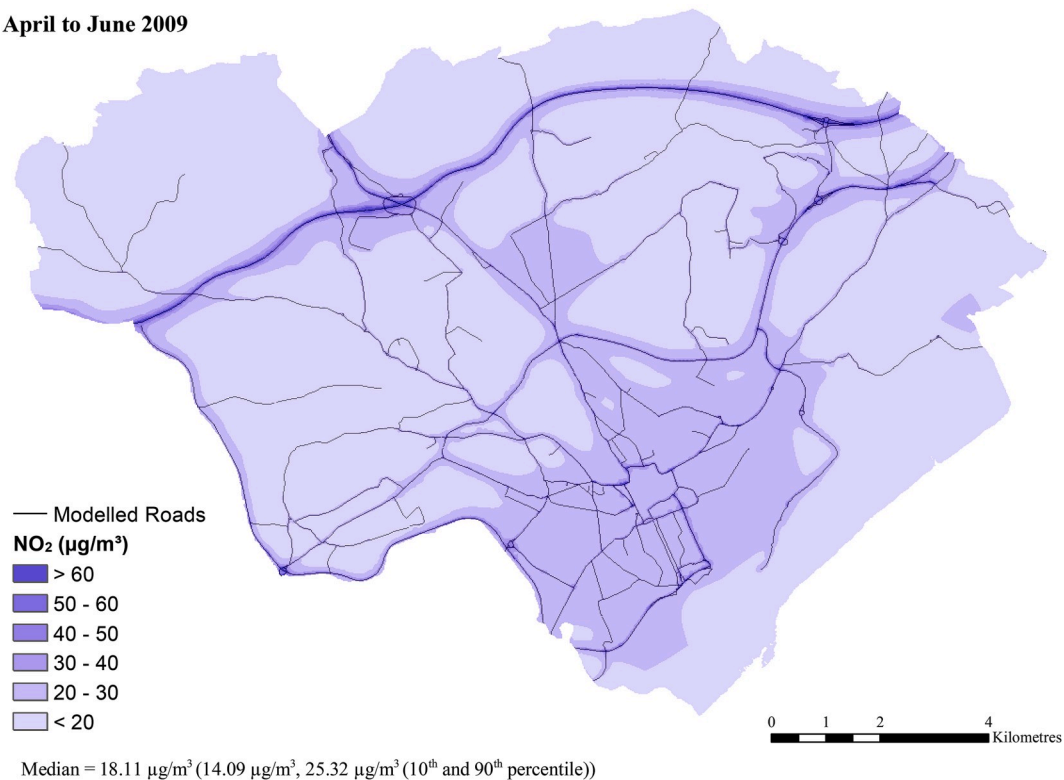 April to June 2009
Modelled Roads
NO₂ (µg/m³)
> 60
50 - 60
40 - 50
30 - 40
20 - 30
< 20
0 1 2 4
Kilometres
Median = 18.11 µg/m³ (14.09 µg/m³, 25.32 µg/m³ (10th and 90th percentile))